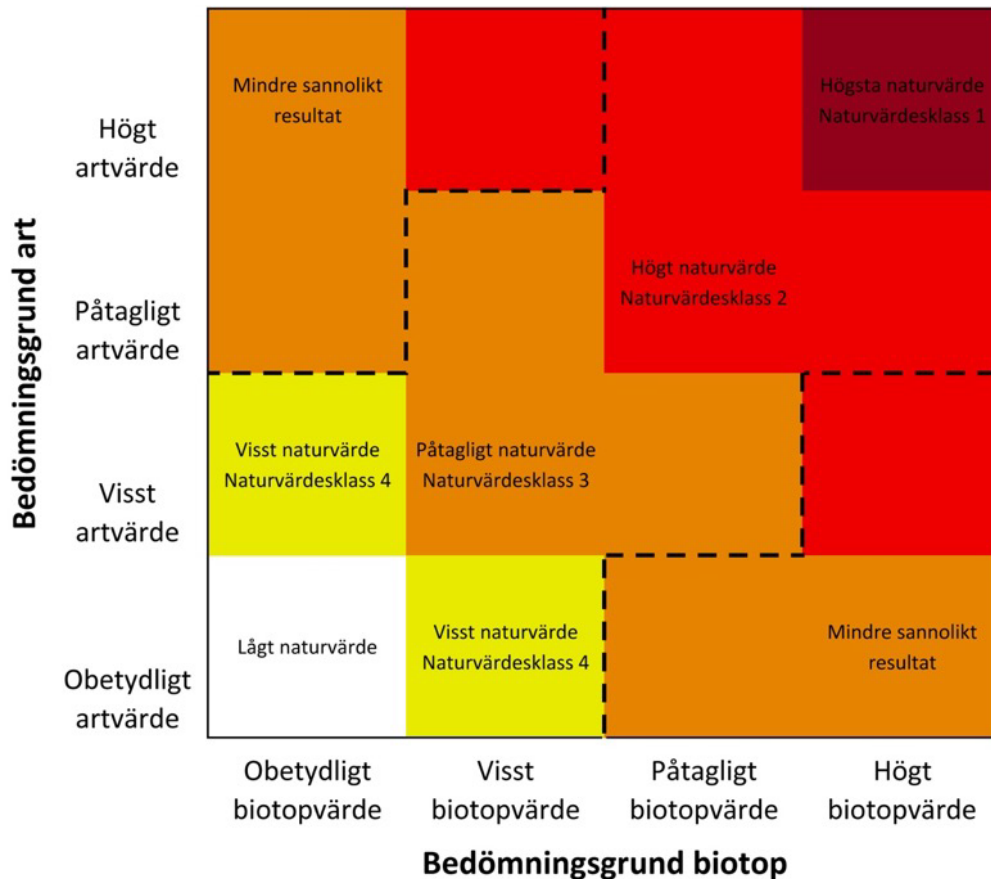 Bedömningsgrund art
Högt
artvärde
Påtagligt
artvärde
Visst
artvärde
Obetydligt
artvärde
Mindre sannolikt
resultat
Högsta naturvärde
Naturvärdesklass 1
Högt naturvärde
Naturvärdesklass 2
Visst naturvärde
Naturvärdesklass 4
Påtagligt naturvärde
Naturvärdesklass 3
Lågt naturvärde
Visst naturvärde
Naturvärdesklass 4
Mindre sannolikt
resultat
Obetydligt
biotopvärde
Visst
biotopvärde
Påtagligt
biotopvärde
Högt
biotopvärde
Bedömningsgrund biotop